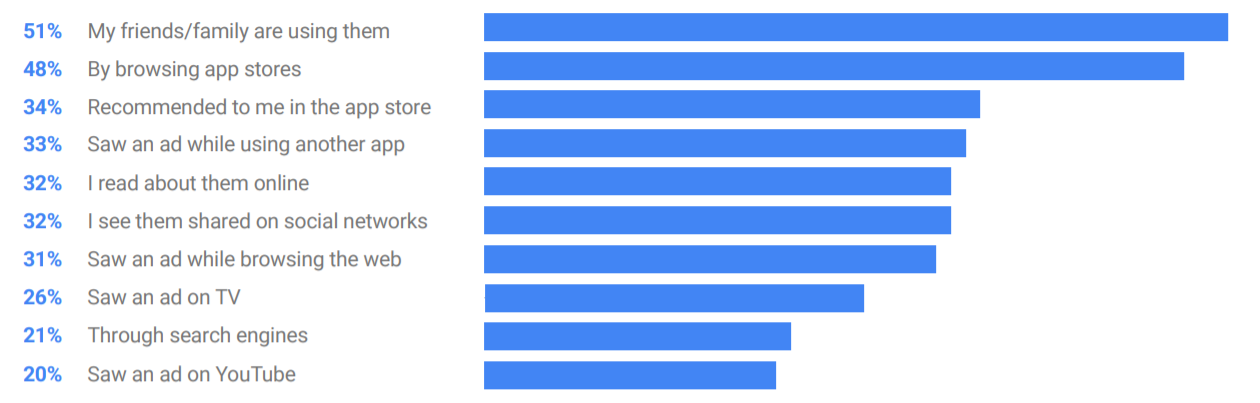 51% My friends/family are using them
48% By browsing app stores
34% Recommended to me in the app store
33% Saw an ad while using another app
32% I read about them online
32% I see them shared on social networks
31% Saw an ad while browsing the web
26% Saw an ad on TV
21% Through search engines
20% Saw an ad on YouTube